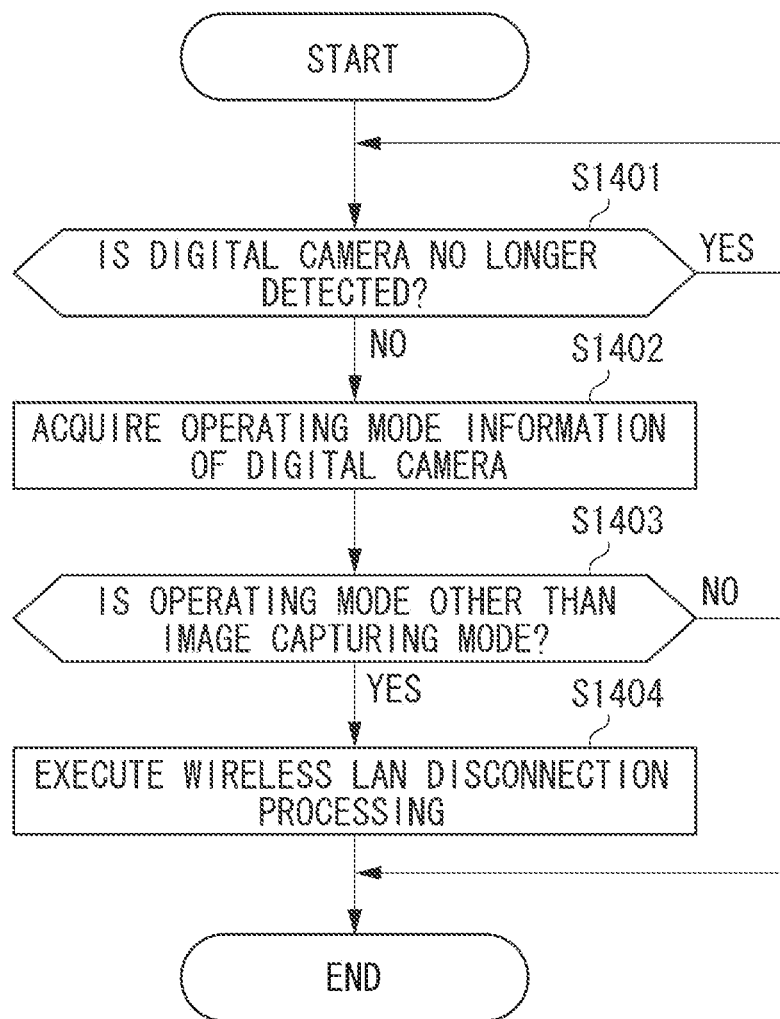 START
S1401
IS DIGITAL CAMERA NO LONGER
DETECTED?
YES
NO
S1402
ACQUIRE OPERATING MODE INFORMATION
OF DIGITAL CAMERA
S1403
IS OPERATING MODE OTHER THAN
IMAGE CAPTURING MODE?
NO
YES
S1404
EXECUTE WIRELESS LAN DISCONNECTION
PROCESSING
END